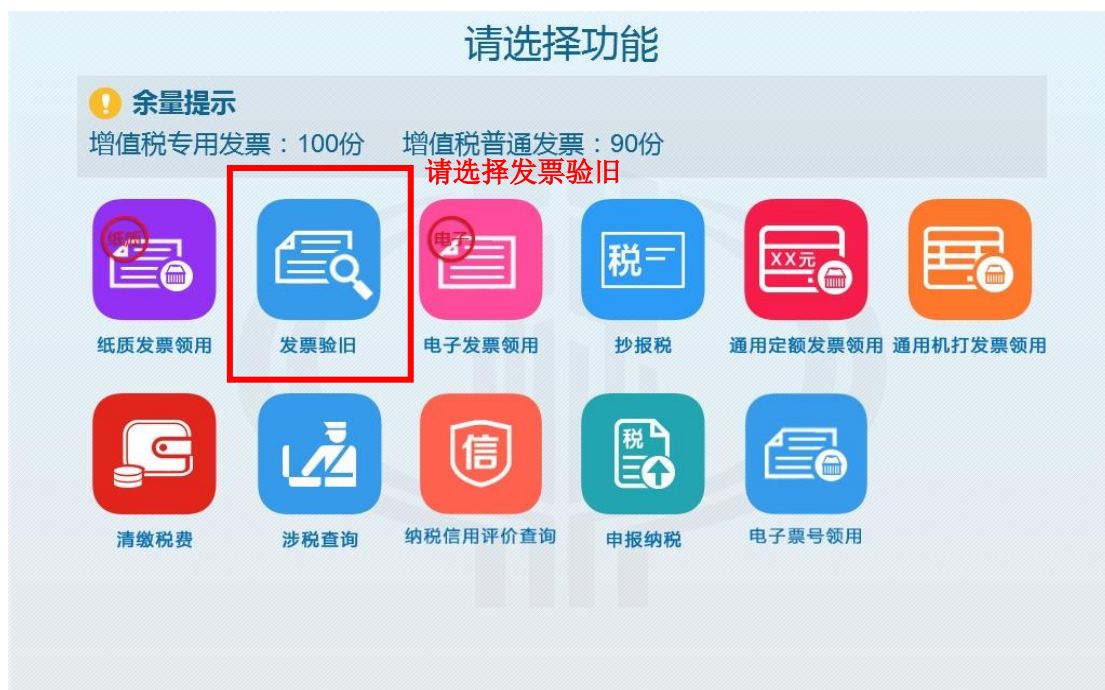 请选择功能
余量提示
增值税专用发票：100份 增值税普通发票：90份
请选择发票验旧
纸质 电子 税 XX元
纸质发票领用 发票验旧 电子发票领用 抄报税 通用定额发票领用 通用机打发票领用
信 税
清缴税费 涉税查询 纳税信用评价查询 申报纳税 电子票号领用